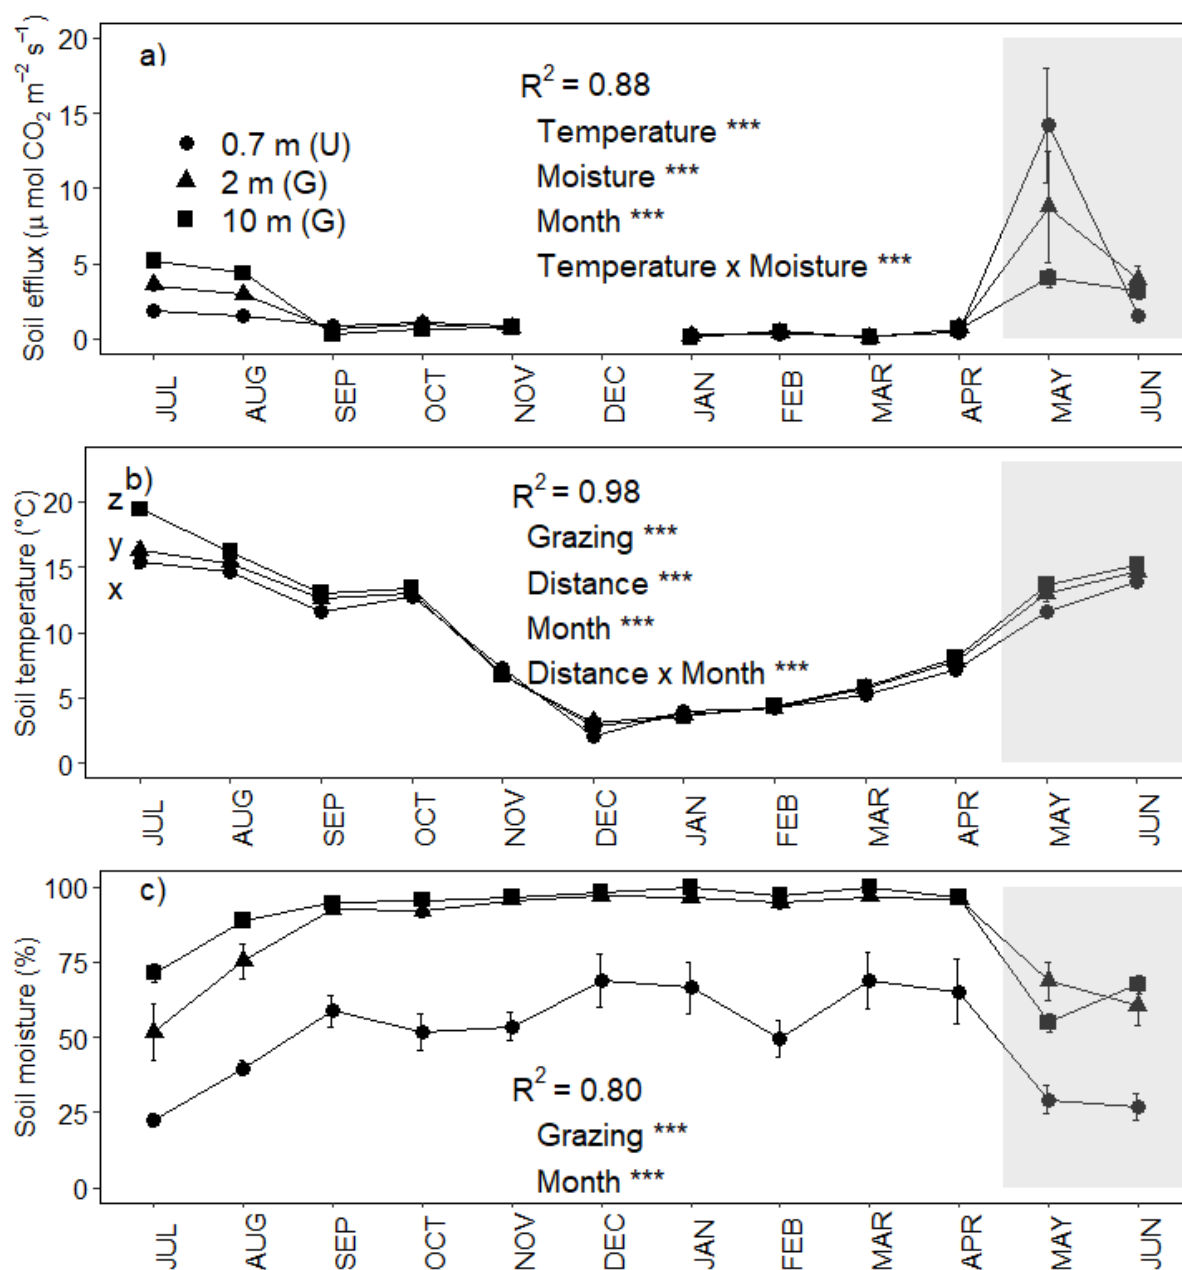 a)
R² = 0.88
Temperature ***
Moisture ***
Month ***
Temperature x Moisture ***
0.7 m (U)
2 m (G)
10 m (G)
Soil efflux (μ mol CO₂ m⁻² s⁻¹)
20
15
10
5
0
JUL AUG SEP OCT NOV DEC JAN FEB MAR APR MAY JUN
b)
z
y
x
R² = 0.98
Grazing ***
Distance ***
Month ***
Distance x Month ***
Soil temperature (°C)
20
15
10
5
0
JUL AUG SEP OCT NOV DEC JAN FEB MAR APR MAY JUN
c)
R² = 0.80
Grazing ***
Month ***
Soil moisture (%)
100
75
50
25
0
JUL AUG SEP OCT NOV DEC JAN FEB MAR APR MAY JUN